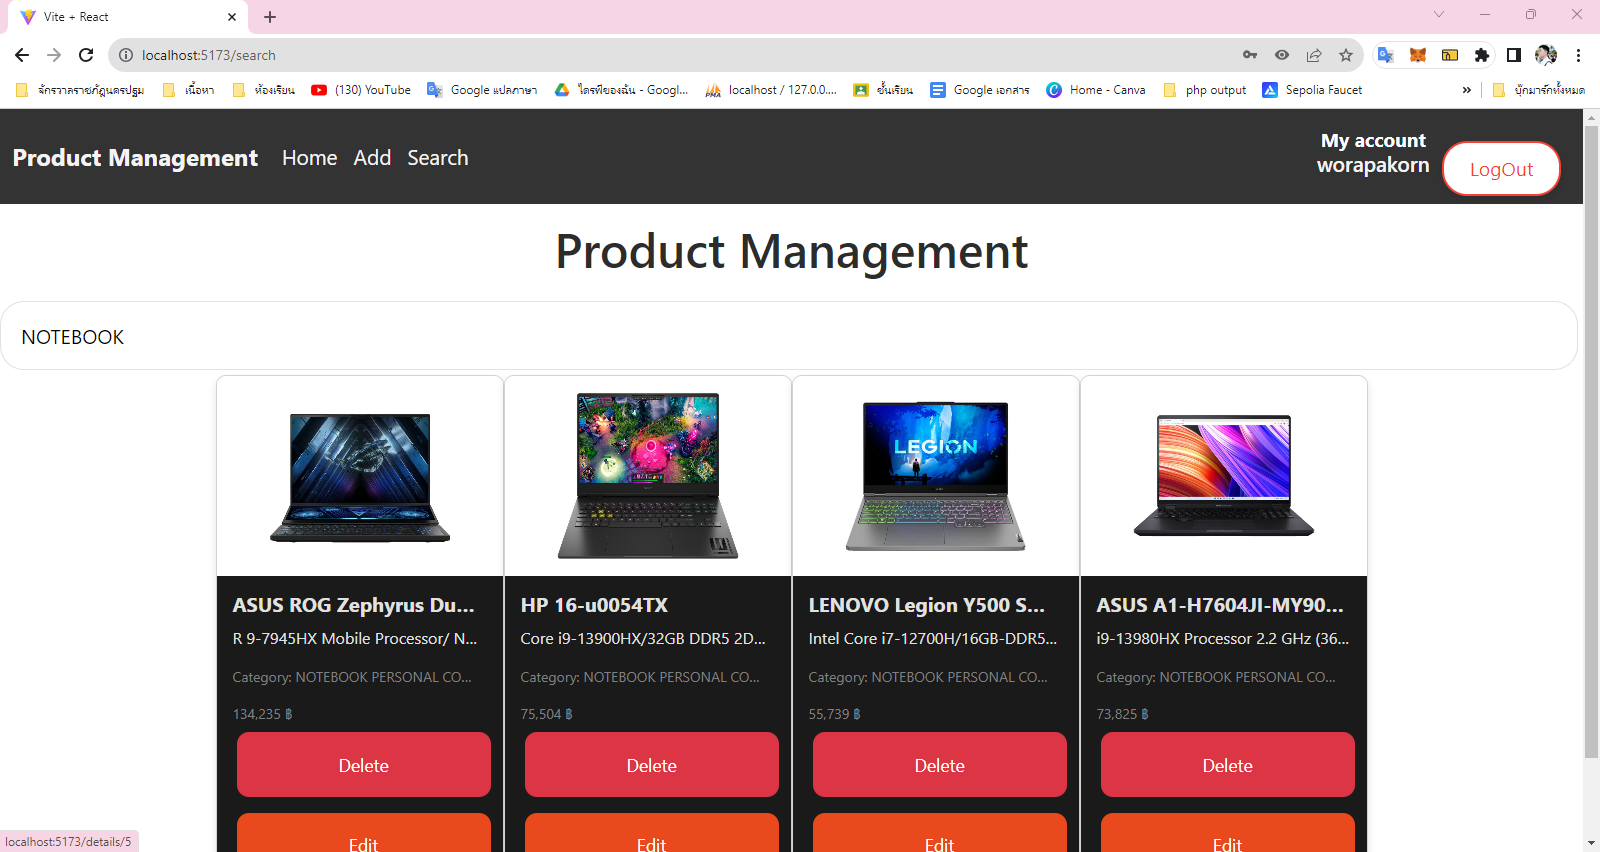 Vite + React
localhost:5173/search
จักรวาลราชภัฏนครปฐม
เนื้อหา
ห้องเรียน
(130) YouTube
Google แปลภาษา
ไดรฟ์ของฉัน - Googl...
localhost / 127.0.0....
ชั้นเรียน
Google เอกสาร
Home - Canva
php output
Sepolia Faucet
»
บุ๊กมาร์กทั้งหมด
Product Management
Home
Add
Search
My account
worapakorn
LogOut
Product Management
NOTEBOOK
LEGION
ASUS ROG Zephyrus Du...
R 9-7945HX Mobile Processor/ N...
Category: NOTEBOOK PERSONAL CO...
134,235 ฿
Delete
Edit
HP 16-u0054TX
Core i9-13900HX/32GB DDR5 2D...
Category: NOTEBOOK PERSONAL CO...
75,504 ฿
Delete
Edit
LENOVO Legion Y500 S...
Intel Core i7-12700H/16GB-DDR5...
Category: NOTEBOOK PERSONAL CO...
55,739 ฿
Delete
Edit
ASUS A1-H7604JI-MY90...
i9-13980HX Processor 2.2 GHz (36...
Category: NOTEBOOK PERSONAL CO...
73,825 ฿
Delete
Edit
localhost:5173/details/5